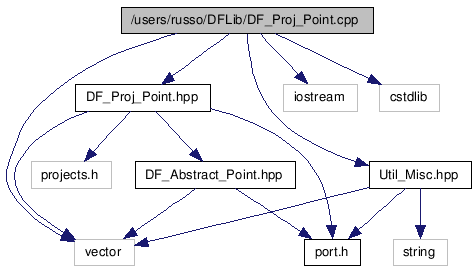 /users/russo/DFLib/DF_Proj_Point.cpp
DF_Proj_Point.hpp
iostream
cstdlib
projects.h
DF_Abstract_Point.hpp
Util_Misc.hpp
vector
port.h
string